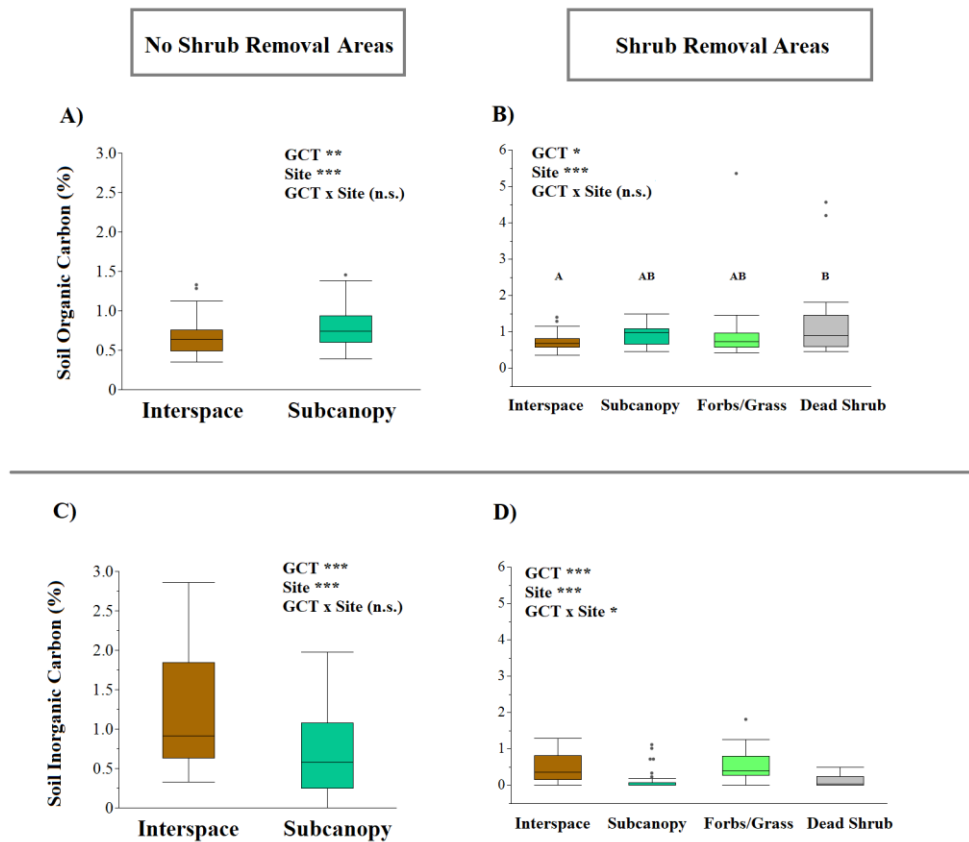 No Shrub Removal Areas
Shrub Removal Areas
A)
GCT **
Site ***
GCT x Site (n.s.)
Soil Organic Carbon (%)
3.0
2.5
2.0
1.5
1.0
0.5
0
Interspace
Subcanopy
B)
GCT *
Site ***
GCT x Site (n.s.)
6
5
4
3
2
1
0
A
AB
AB
B
Interspace
Subcanopy
Forbs/Grass
Dead Shrub
C)
GCT ***
Site ***
GCT x Site (n.s.)
Soil Inorganic Carbon (%)
3.0
2.5
2.0
1.5
1.0
0.5
0
Interspace
Subcanopy
D)
GCT ***
Site ***
GCT x Site *
6
5
4
3
2
1
0
Interspace
Subcanopy
Forbs/Grass
Dead Shrub